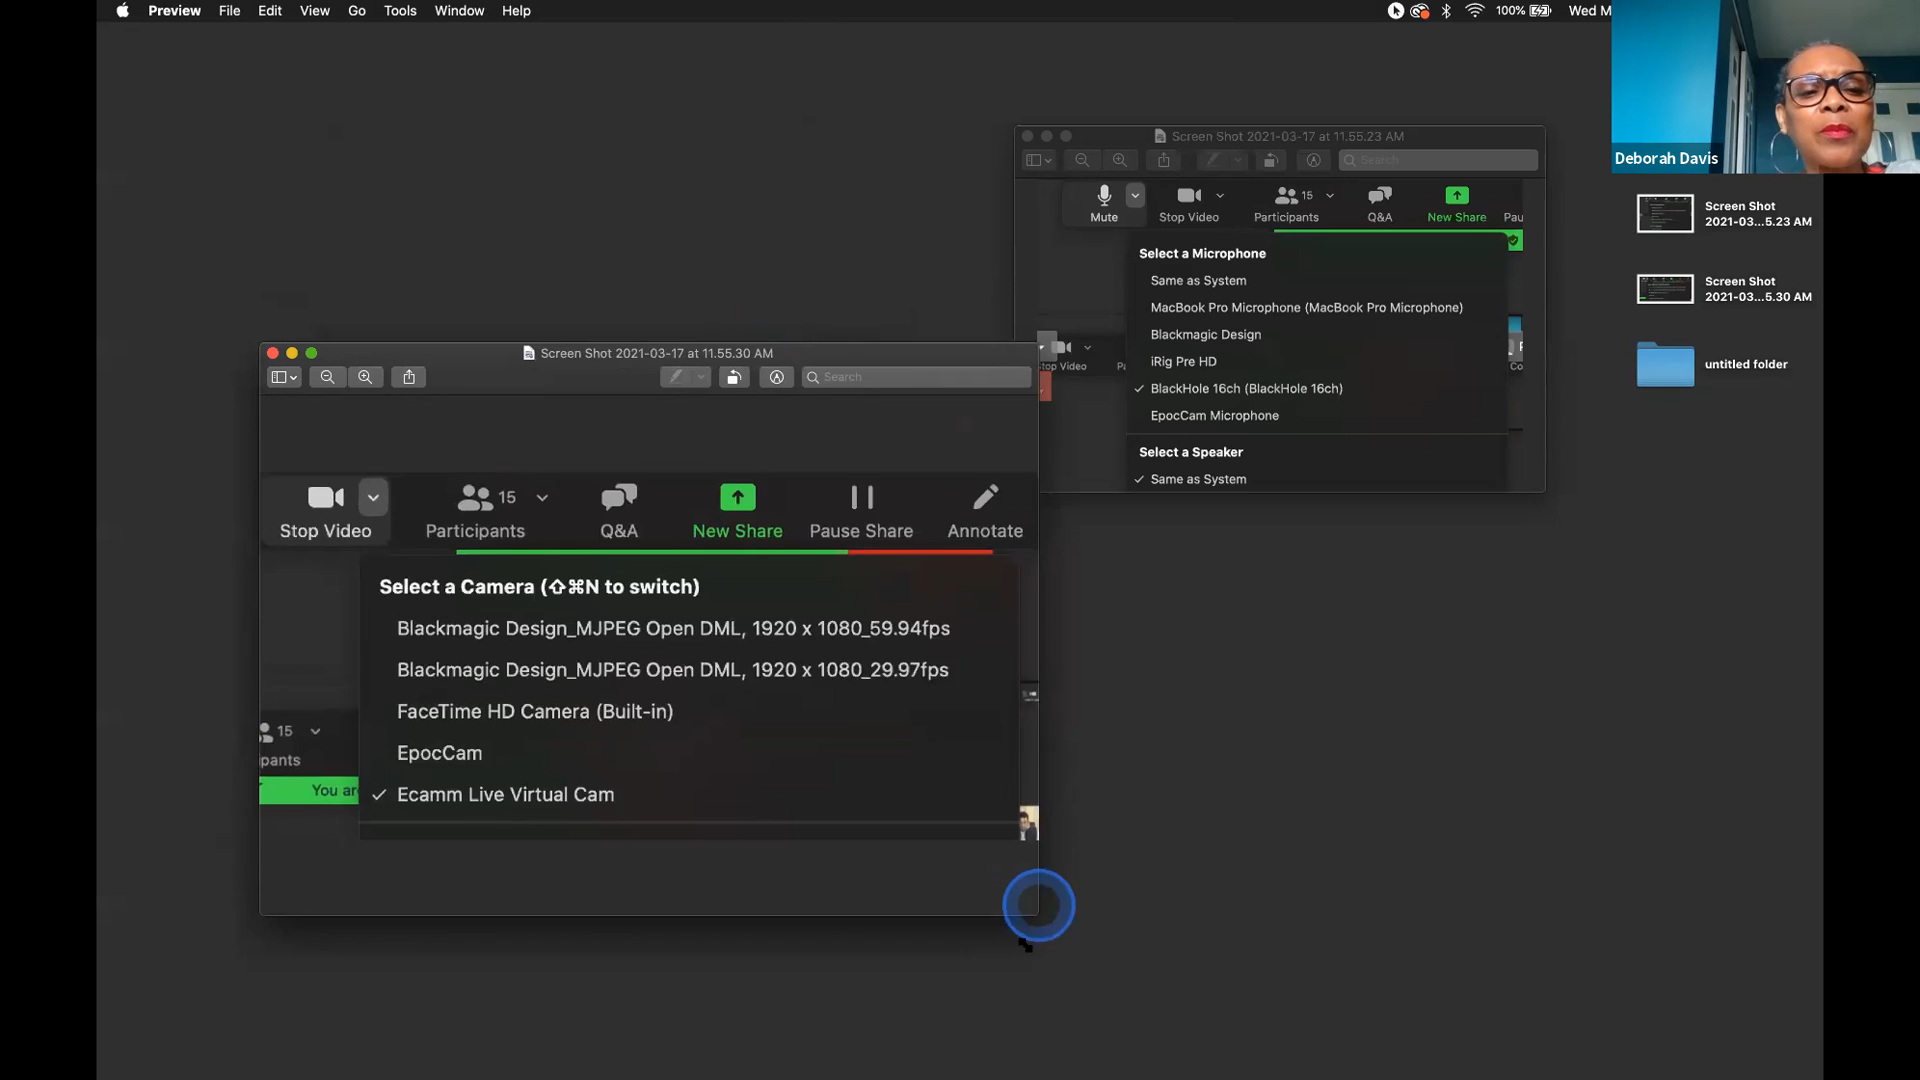 Preview File Edit View Go Tools Window Help
100% Wed M
Deborah Davis
Screen Shot 2021-03-17 at 11.55.23 AM
Search
Mute Stop Video Participants 15 Q&A New Share Pau
Select a Microphone
Same as System
MacBook Pro Microphone (MacBook Pro Microphone)
Blackmagic Design
iRig Pre HD
✓ BlackHole 16ch (BlackHole 16ch)
EpocCam Microphone
Select a Speaker
✓ Same as System
top Video Pa
Co
Screen Shot
2021-03...5.23 AM
Screen Shot
2021-03...5.30 AM
untitled folder
Screen Shot 2021-03-17 at 11.55.30 AM
Search
15
Stop Video Participants Q&A New Share Pause Share Annotate
Select a Camera (⇧⌘N to switch)
Blackmagic Design_MJPEG Open DML, 1920 x 1080_59.94fps
Blackmagic Design_MJPEG Open DML, 1920 x 1080_29.97fps
FaceTime HD Camera (Built-in)
EpocCam
✓ Ecamm Live Virtual Cam
15
pants
You ar